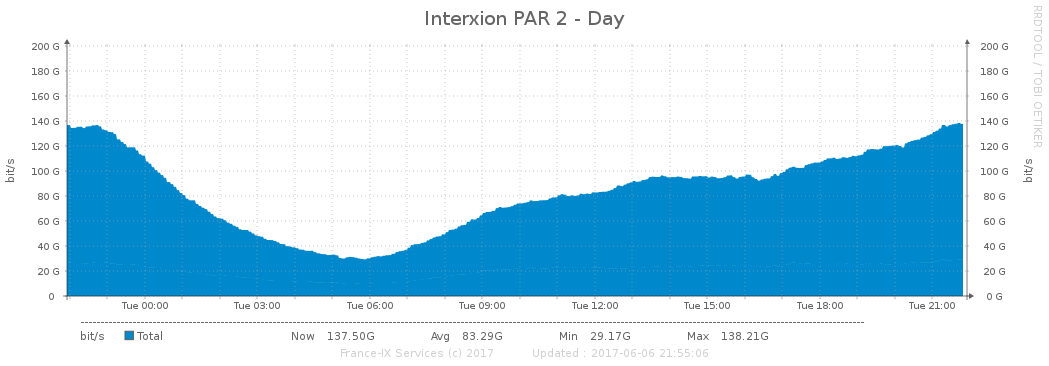 Interxion PAR 2 - Day
RRDTOOL / TOBI OETIKER
200 G 200 G
180 G 180 G
160 G 160 G
140 G 140 G
120 G 120 G
100 G 100 G
80 G 80 G
60 G 60 G
40 G 40 G
20 G 20 G
0 0 G
bit/s bit/s
Tue 00:00 Tue 03:00 Tue 06:00 Tue 09:00 Tue 12:00 Tue 15:00 Tue 18:00 Tue 21:00
bit/s Total Now 137.50G Avg 83.29G Min 29.17G Max 138.21G
France-IX Services (c) 2017 Updated : 2017-06-06 21:55:06